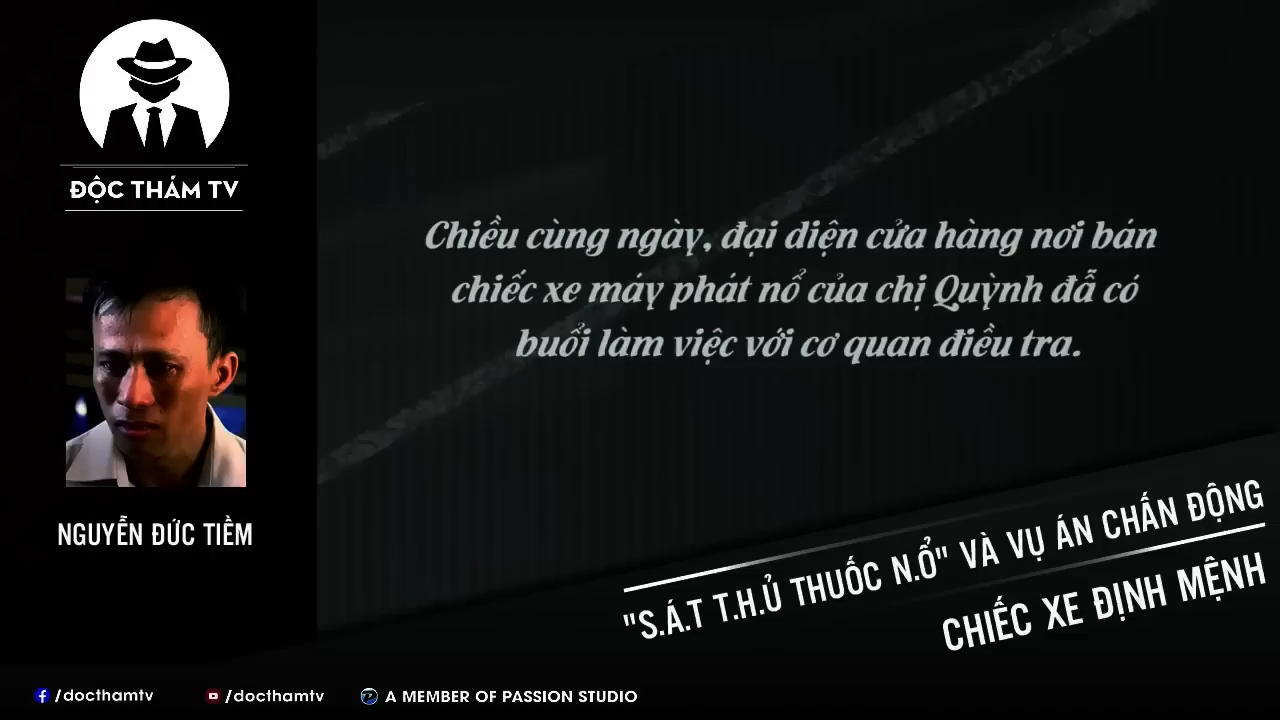 ĐỘC THÁM TV
NGUYỄN ĐỨC TIỀM
Chiều cùng ngày, đại diện cửa hàng nơi bán
chiếc xe máy phát nổ của chị Quỳnh đẫ có
buổi làm việc với cơ quan điều tra.
"S.Á.T T.H.Ủ THUỐC N.Ổ" VÀ VỤ ÁN CHẤN ĐỘNG
CHIẾC XE ĐỊNH MỆNH
/docthamtv
/docthamtv
A MEMBER OF PASSION STUDIO